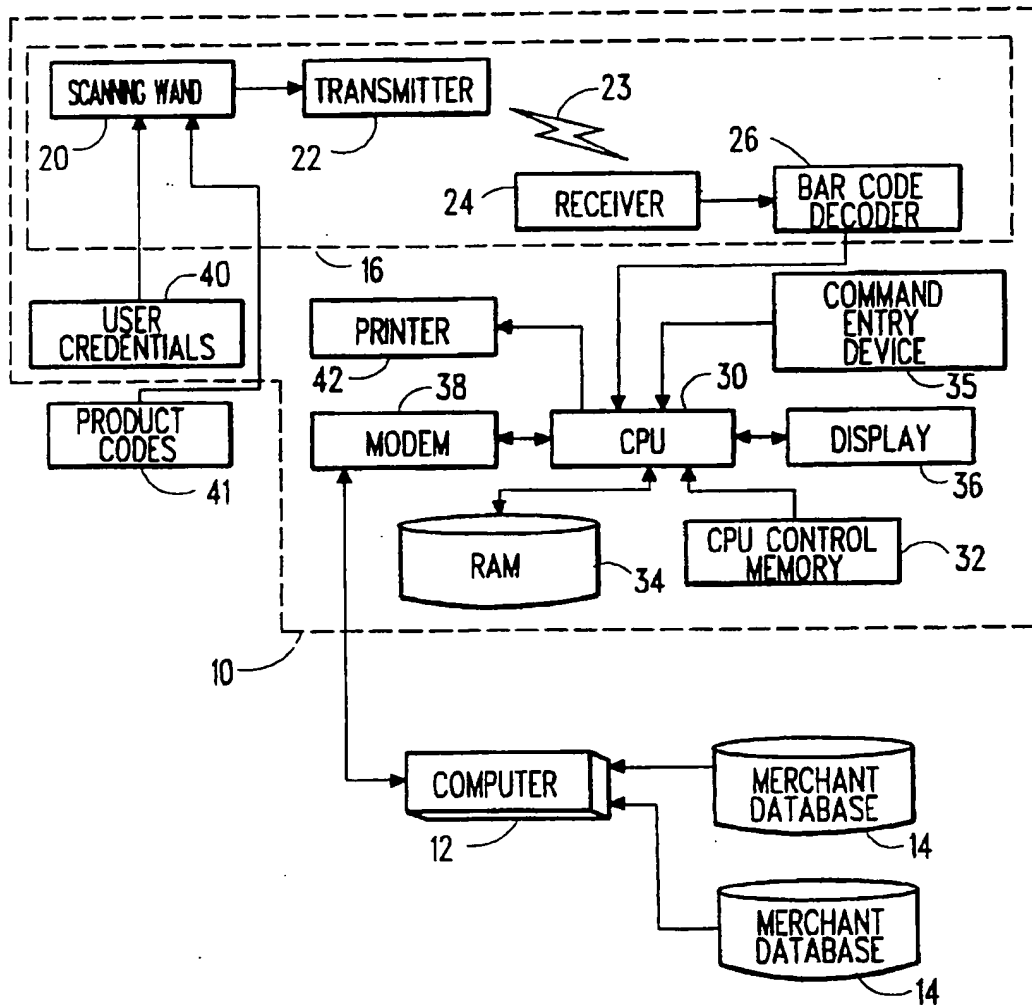 SCANNING WAND
20
TRANSMITTER
22
23
24
RECEIVER
26
BAR CODE
DECODER
16
40
USER
CREDENTIALS
PRODUCT
CODES
41
PRINTER
42
COMMAND
ENTRY
DEVICE
35
38
MODEM
30
CPU
DISPLAY
36
RAM
34
CPU CONTROL
MEMORY
32
10
COMPUTER
12
MERCHANT
DATABASE
14
MERCHANT
DATABASE
14